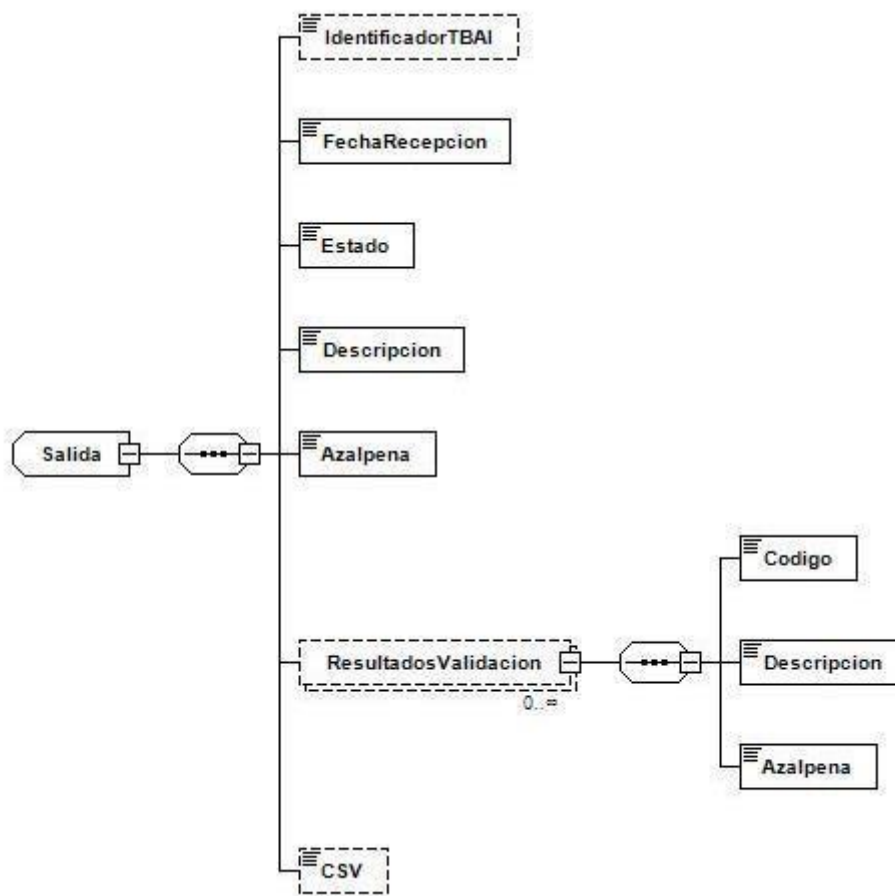 IdentificadorTBAI
FechaRecepcion
Estado
Descripcion
Salida
Azalpena
Codigo
ResultadosValidacion
Descripcion
0..∞
Azalpena
CSV